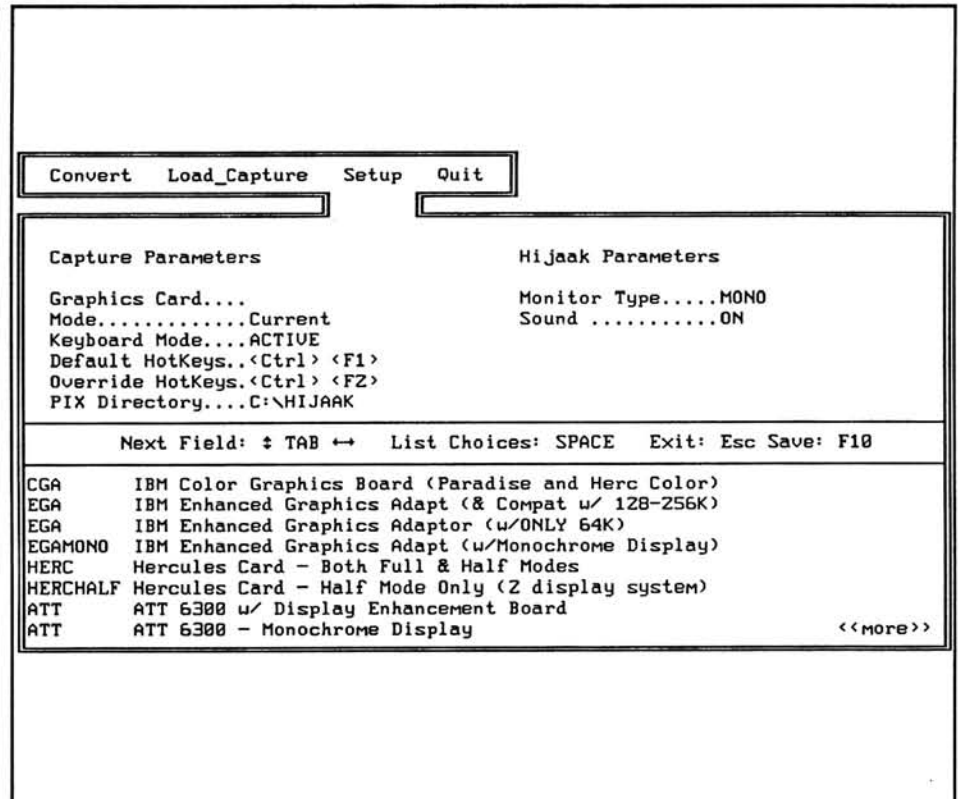 Convert Load_Capture Setup Quit
Capture Parameters Hijaak Parameters
Graphics Card.... Monitor Type.....MONO
Mode.............Current Sound ...........ON
Keyboard Mode....ACTIVE
Default HotKeys..<Ctrl> <F1>
Override HotKeys.<Ctrl> <F2>
PIX Directory....C:\HIJAAK
Next Field: ↕ TAB ↔ List Choices: SPACE Exit: Esc Save: F10
CGA IBM Color Graphics Board (Paradise and Herc Color)
EGA IBM Enhanced Graphics Adapt (& Compat w/ 128-256K)
EGA IBM Enhanced Graphics Adaptor (w/ONLY 64K)
EGAMONO IBM Enhanced Graphics Adapt (w/Monochrome Display)
HERC Hercules Card - Both Full & Half Modes
HERCHALF Hercules Card - Half Mode Only (2 display system)
ATT ATT 6300 w/ Display Enhancement Board
ATT ATT 6300 - Monochrome Display <<more>>